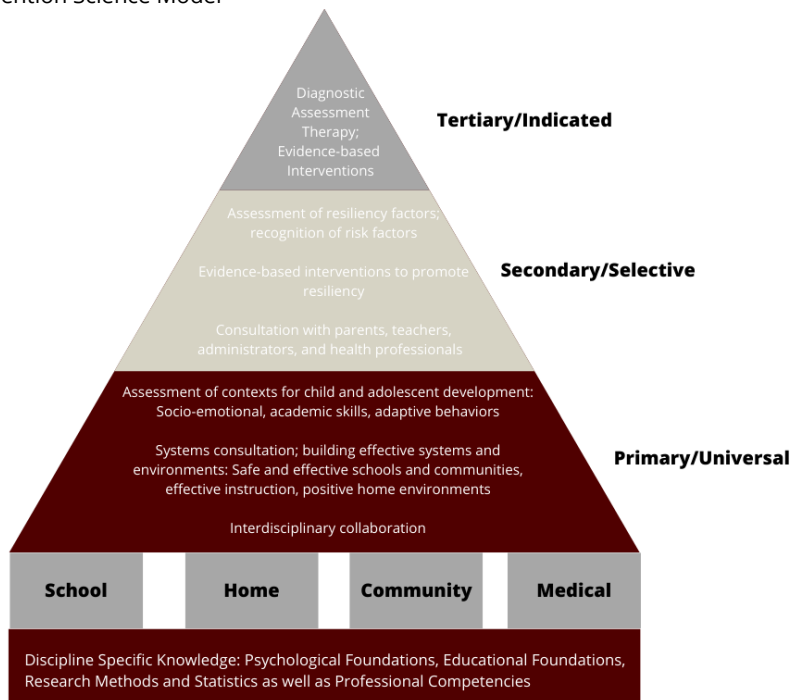 Science Model
Diagnostic
Assessment
Therapy;
Evidence-based
Interventions
Tertiary/Indicated
Assessment of resiliency factors;
recognition of risk factors
Evidence-based interventions to promote
resiliency
Secondary/Selective
Consultation with parents, teachers,
administrators, and health professionals
Assessment of contexts for child and adolescent development:
Socio-emotional, academic skills, adaptive behaviors
Systems consultation; building effective systems and
environments: Safe and effective schools and communities,
effective instruction, positive home environments
Primary/Universal
Interdisciplinary collaboration
School
Home
Community
Medical
Discipline Specific Knowledge: Psychological Foundations, Educational Foundations,
Research Methods and Statistics as well as Professional Competencies